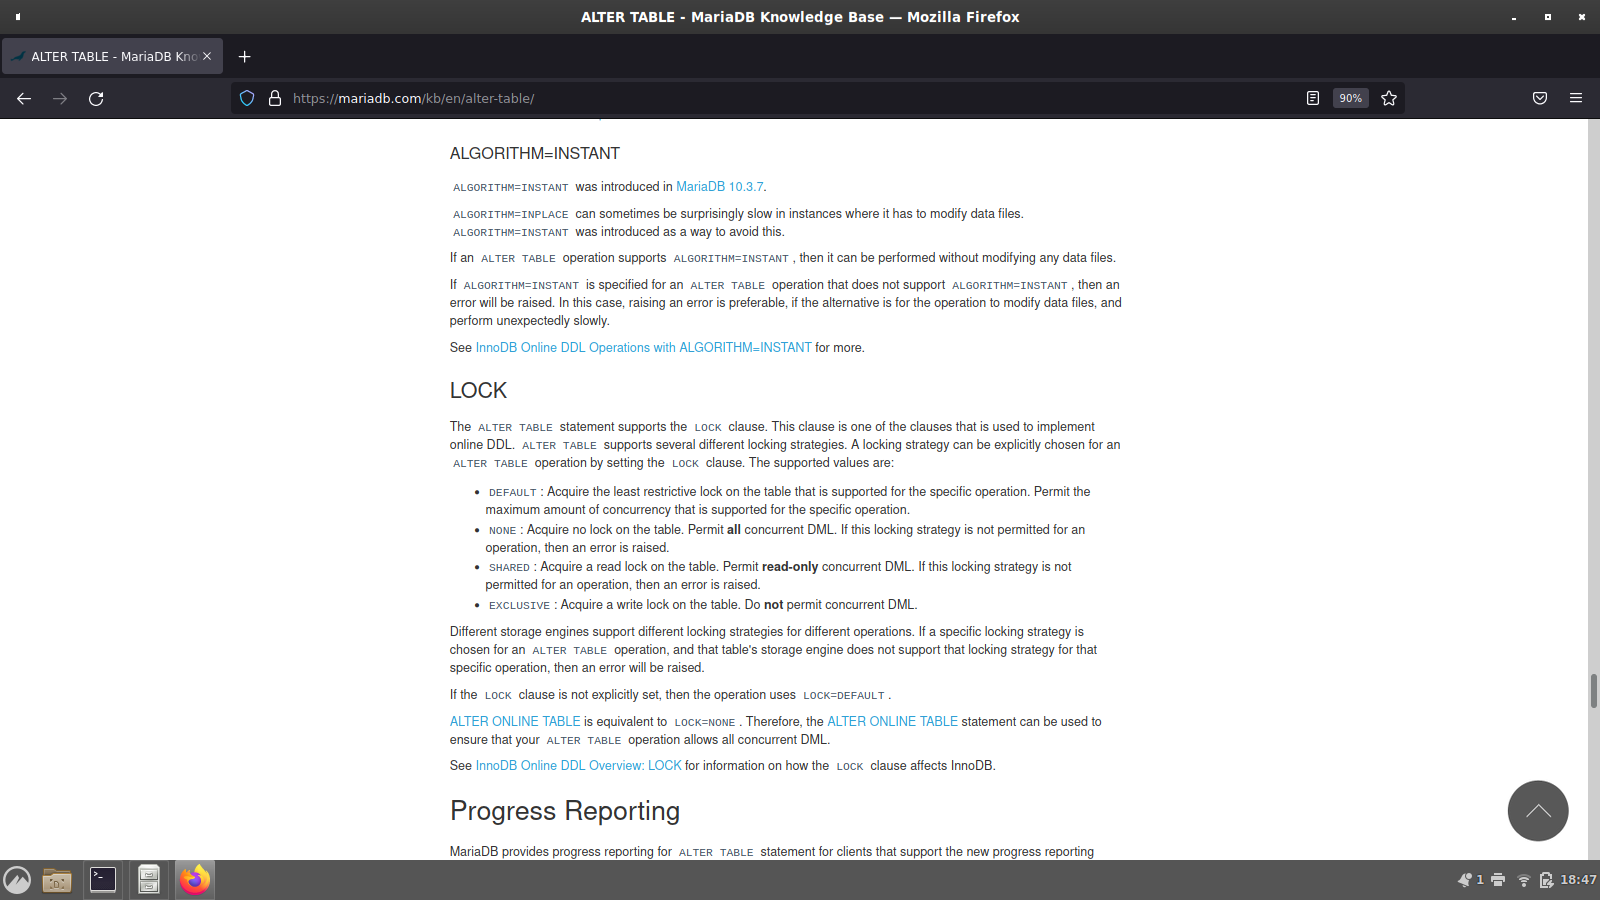 ALTER TABLE - MariaDB Knowledge Base — Mozilla Firefox
ALTER TABLE - MariaDB Kno
https://mariadb.com/kb/en/alter-table/
90%
ALGORITHM=INSTANT
ALGORITHM=INSTANT was introduced in MariaDB 10.3.7.
ALGORITHM=INPLACE can sometimes be surprisingly slow in instances where it has to modify data files.
ALGORITHM=INSTANT was introduced as a way to avoid this.
If an ALTER TABLE operation supports ALGORITHM=INSTANT , then it can be performed without modifying any data files.
If ALGORITHM=INSTANT is specified for an ALTER TABLE operation that does not support ALGORITHM=INSTANT , then an
error will be raised. In this case, raising an error is preferable, if the alternative is for the operation to modify data files, and
perform unexpectedly slowly.
See InnoDB Online DDL Operations with ALGORITHM=INSTANT for more.
LOCK
The ALTER TABLE statement supports the LOCK clause. This clause is one of the clauses that is used to implement
online DDL. ALTER TABLE supports several different locking strategies. A locking strategy can be explicitly chosen for an
ALTER TABLE operation by setting the LOCK clause. The supported values are:
• DEFAULT : Acquire the least restrictive lock on the table that is supported for the specific operation. Permit the
maximum amount of concurrency that is supported for the specific operation.
• NONE : Acquire no lock on the table. Permit all concurrent DML. If this locking strategy is not permitted for an
operation, then an error is raised.
• SHARED : Acquire a read lock on the table. Permit read-only concurrent DML. If this locking strategy is not
permitted for an operation, then an error is raised.
• EXCLUSIVE : Acquire a write lock on the table. Do not permit concurrent DML.
Different storage engines support different locking strategies for different operations. If a specific locking strategy is
chosen for an ALTER TABLE operation, and that table's storage engine does not support that locking strategy for that
specific operation, then an error will be raised.
If the LOCK clause is not explicitly set, then the operation uses LOCK=DEFAULT .
ALTER ONLINE TABLE is equivalent to LOCK=NONE . Therefore, the ALTER ONLINE TABLE statement can be used to
ensure that your ALTER TABLE operation allows all concurrent DML.
See InnoDB Online DDL Overview: LOCK for information on how the LOCK clause affects InnoDB.
Progress Reporting
MariaDB provides progress reporting for ALTER TABLE statement for clients that support the new progress reporting
1
18:47